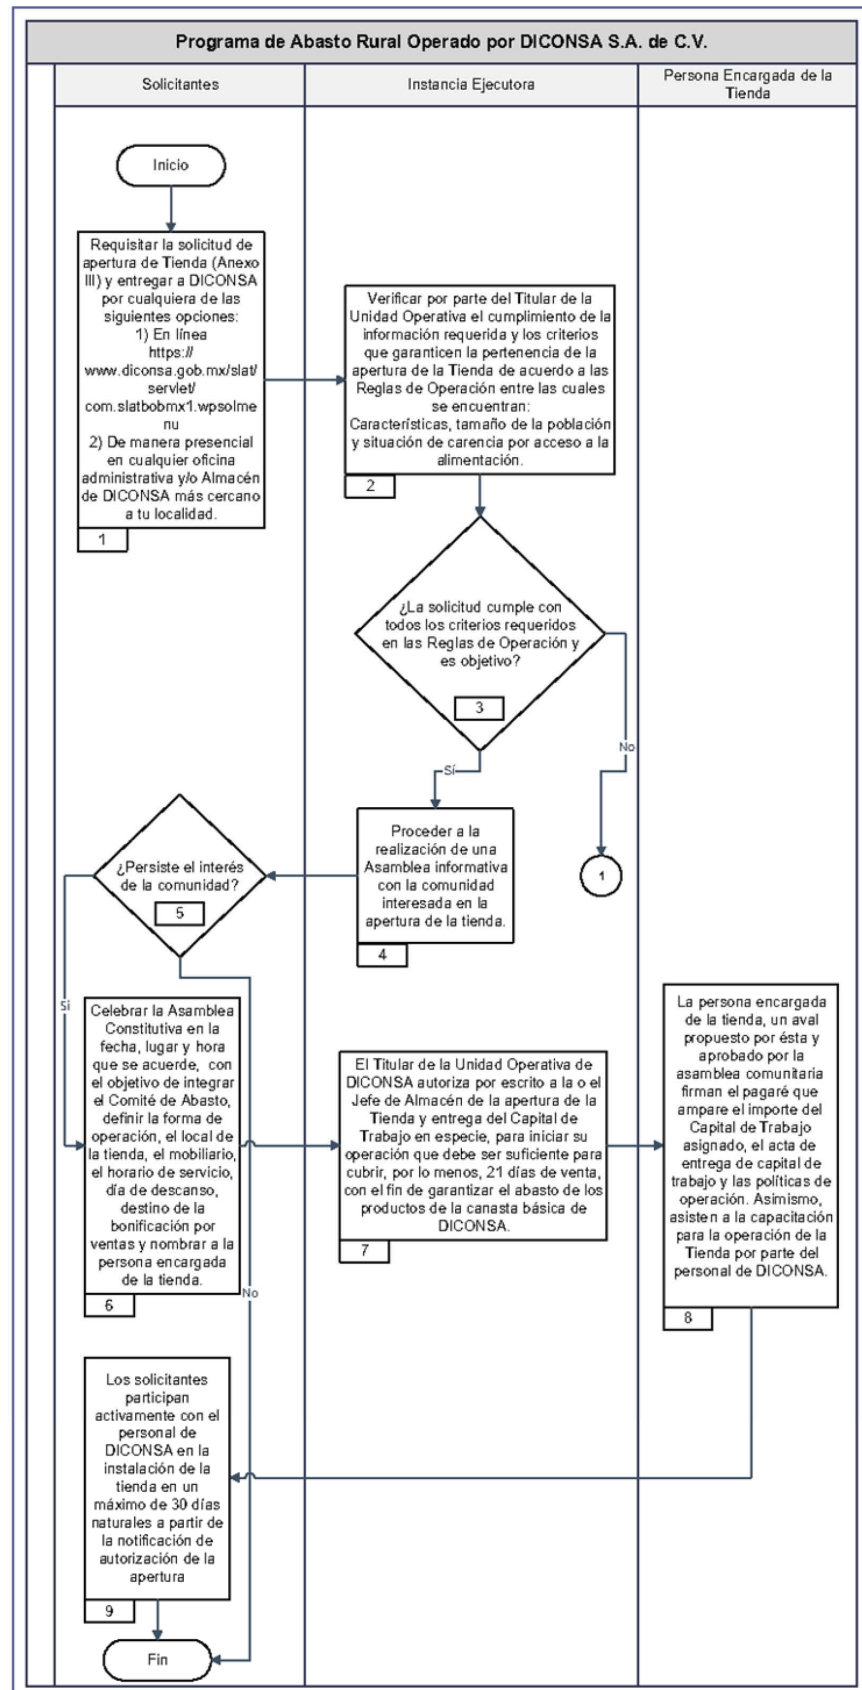 Programa de Abasto Rural Operado por DICONSA S.A. de C.V.
Solicitantes
Instancia Ejecutora
Persona Encargada de la
Tienda
Inicio
Requisitar la solicitud de
apertura de Tienda (Anexo
III) y entregar a DICONSA
por cualquiera de las
siguientes opciones:
1) En línea
https://
www.diconsa.gob.mx/slat/
servlet/
com.slatbobmx1.wpsolme
nu
2) De manera presencial
en cualquier oficina
administrativa y/o Almacén
de DICONSA más cercano
a tu localidad.
1
Verificar por parte del Titular de la
Unidad Operativa el cumplimiento de la
información requerida y los criterios
que garanticen la pertenencia de la
apertura de la Tienda de acuerdo a las
Reglas de Operación entre las cuales
se encuentran:
Características, tamaño de la población
y situación de carencia por acceso a la
alimentación.
2
¿La solicitud cumple con
todos los criterios requeridos
en las Reglas de Operación y
es objetivo?
3
No
Sí
1
Proceder a la
realización de una
Asamblea informativa
con la comunidad
interesada en la
apertura de la tienda.
4
¿Persiste el interés
de la comunidad?
5
Sí
No
Celebrar la Asamblea
Constitutiva en la
fecha, lugar y hora
que se acuerde, con
el objetivo de integrar
el Comité de Abasto,
definir la forma de
operación, el local de
la tienda, el mobiliario,
el horario de servicio,
día de descanso,
destino de la
bonificación por
ventas y nombrar a la
persona encargada
de la tienda.
6
El Titular de la Unidad Operativa de
DICONSA autoriza por escrito a la o el
Jefe de Almacén de la apertura de la
Tienda y entrega del Capital de
Trabajo en especie, para iniciar su
operación que debe ser suficiente para
cubrir, por lo menos, 21 días de venta,
con el fin de garantizar el abasto de los
productos de la canasta básica de
DICONSA.
7
La persona encargada
de la tienda, un aval
propuesto por ésta y
aprobado por la
asamblea comunitaria
firman el pagaré que
ampare el importe del
Capital de Trabajo
asignado, el acta de
entrega de capital de
trabajo y las políticas de
operación. Asimismo,
asisten a la capacitación
para la operación de la
Tienda por parte del
personal de DICONSA.
8
Los solicitantes
participan
activamente con el
personal de
DICONSA en la
instalación de la
tienda en un
máximo de 30 días
naturales a partir de
la notificación de
autorización de la
apertura
9
Fin